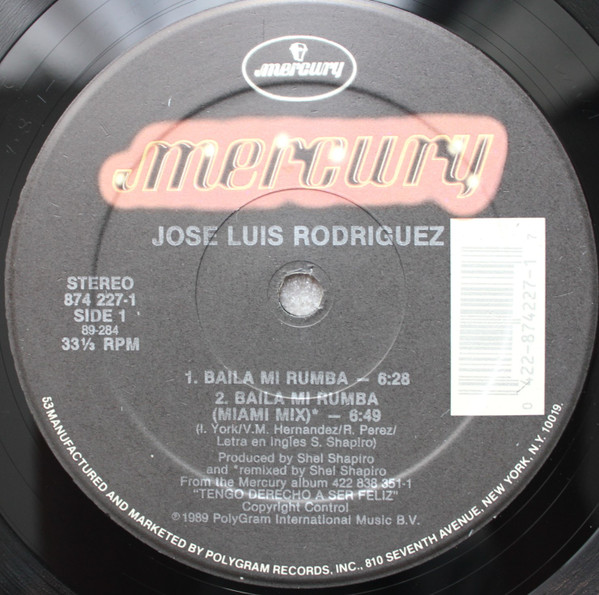 mercury
mercury
JOSE LUIS RODRIGUEZ
STEREO
874 227-1
SIDE 1
89-284
33⅓ RPM
0 422-874227-1 7
1. BAILA MI RUMBA – 6:28
2. BAILA MI RUMBA
(MIAMI MIX)* – 6:49
(I. York/V.M. Hernandez/R. Perez/
Letra en ingles S. Shapiro)
Produced by Shel Shapiro
and *remixed by Shel Shapiro
From the Mercury album 422 838 351-1
"TENGO DERECHO A SER FELIZ"
Copyright Control
℗1989 PolyGram International Music B.V.
53 MANUFACTURED AND MARKETED BY POLYGRAM RECORDS, INC., 810 SEVENTH AVENUE, NEW YORK, N.Y. 10019.